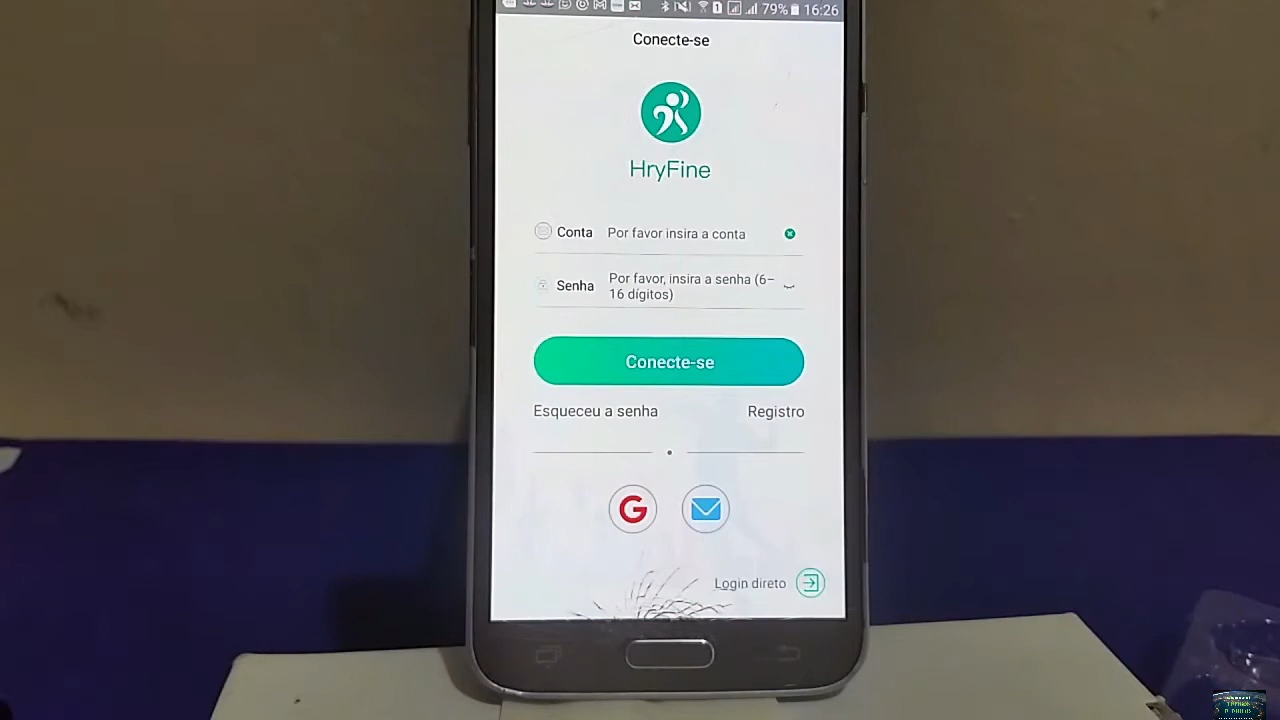 79% 16:26
Conecte-se
HryFine
Conta Por favor insira a conta
Senha Por favor, insira a senha (6–
16 dígitos)
Conecte-se
Esqueceu a senha Registro
Login direto